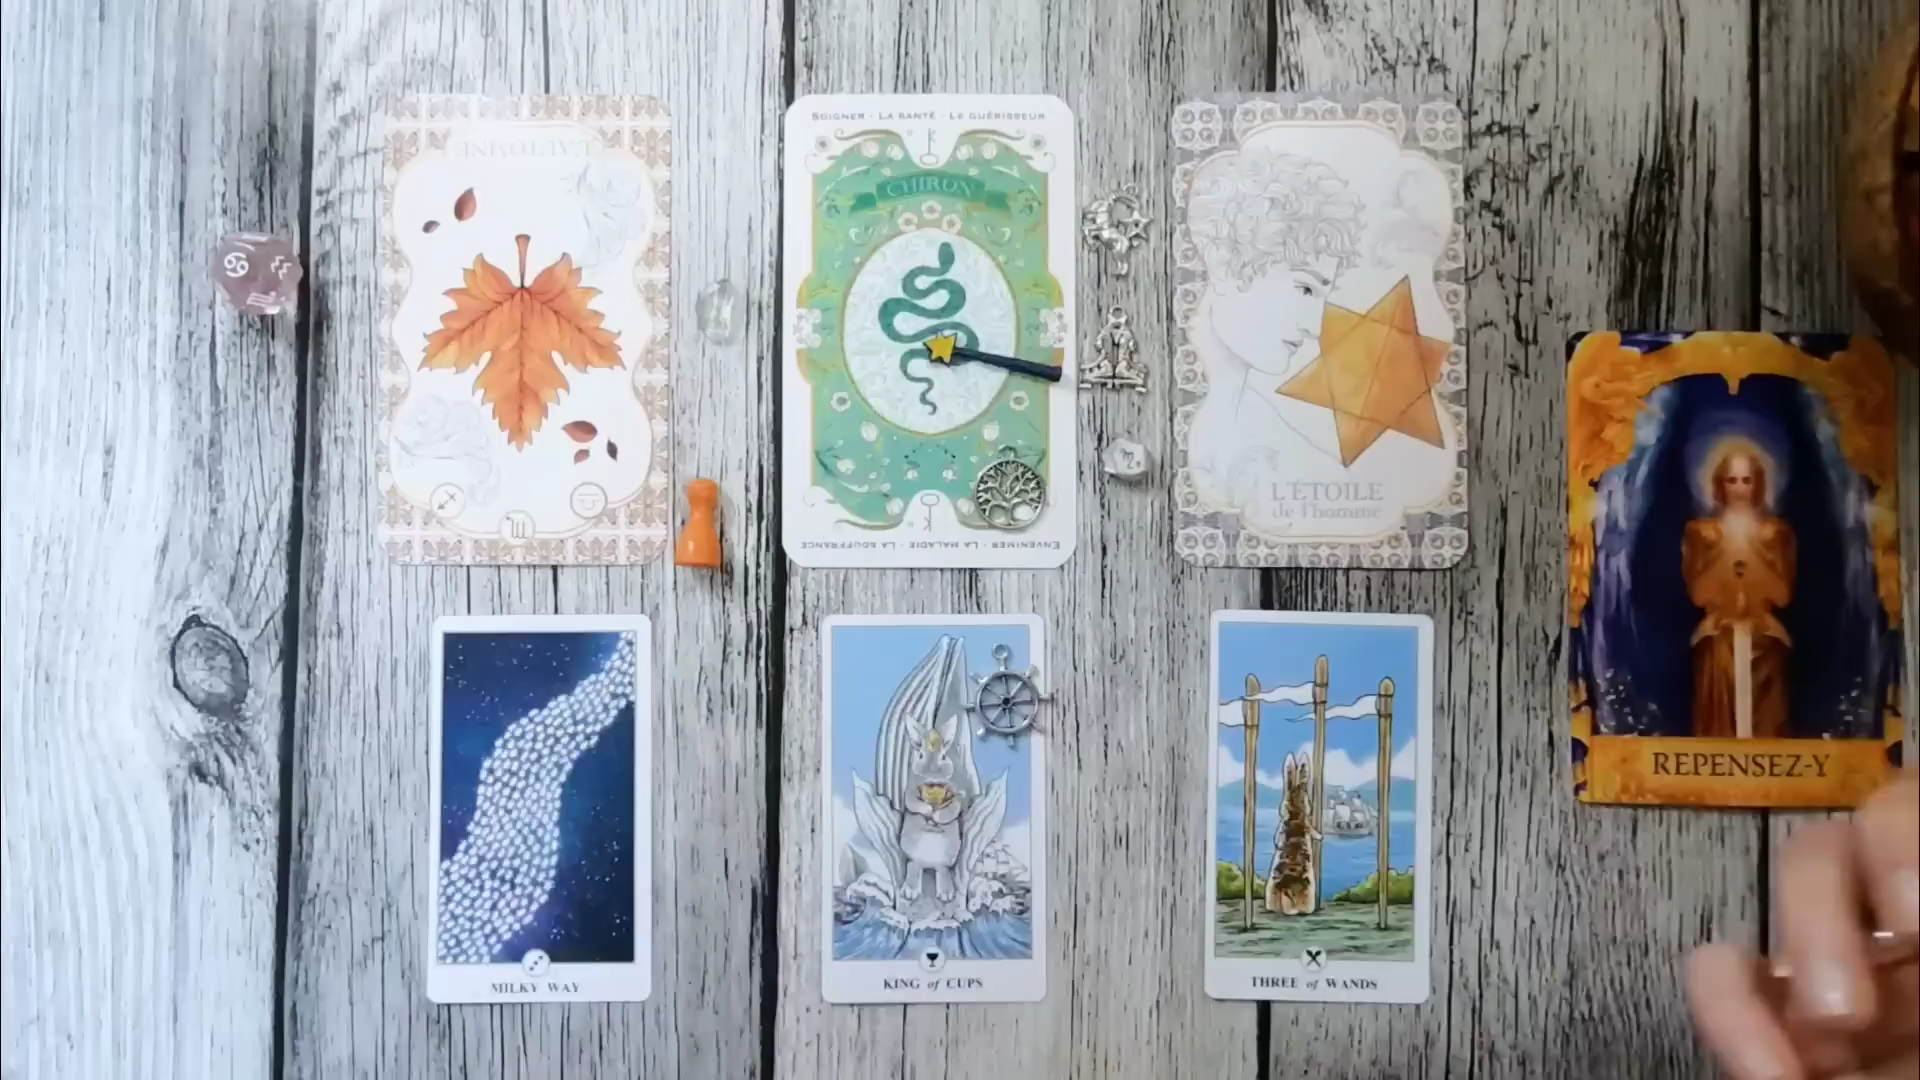 L'AUTOMNE
SOIGNER - LA SANTÉ - LE GUÉRISSEUR
CHIRON
ENVENIMER - LA MALADIE - LA SOUFFRANCE
L'ÉTOILE
de l'homme
REPENSEZ-Y
MILKY WAY
KING of CUPS
THREE of WANDS